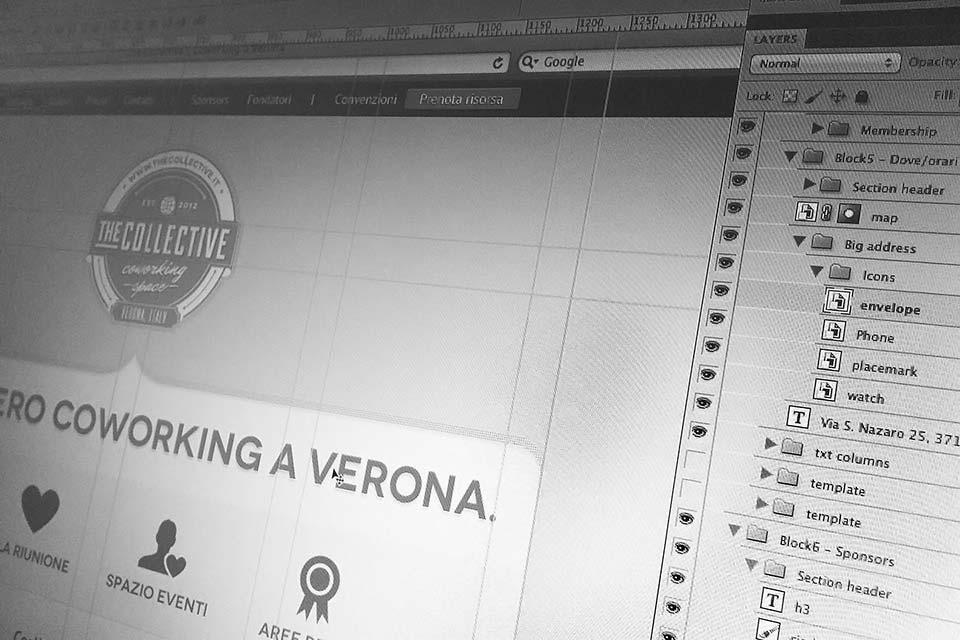 1000 1050 1100 1150 1200 1250 1300
Google
Sponsors Fondatori | Convenzioni Prenota risorsa
WWW.THECOLLECTIVE.IT
EST 2012
THE COLLECTIVE
coworking
space
VERONA, ITALY
ERO COWORKING A VERONA.
LA RIUNIONE
SPAZIO EVENTI
AREE
LAYERS
Normal Opacity:
Lock: Fill:
Membership
Block5 - Dove/orari
Section header
map
Big address
Icons
envelope
Phone
placemark
watch
T Via S. Nazaro 25, 371
txt columns
template
template
Block6 - Sponsors
Section header
T h3